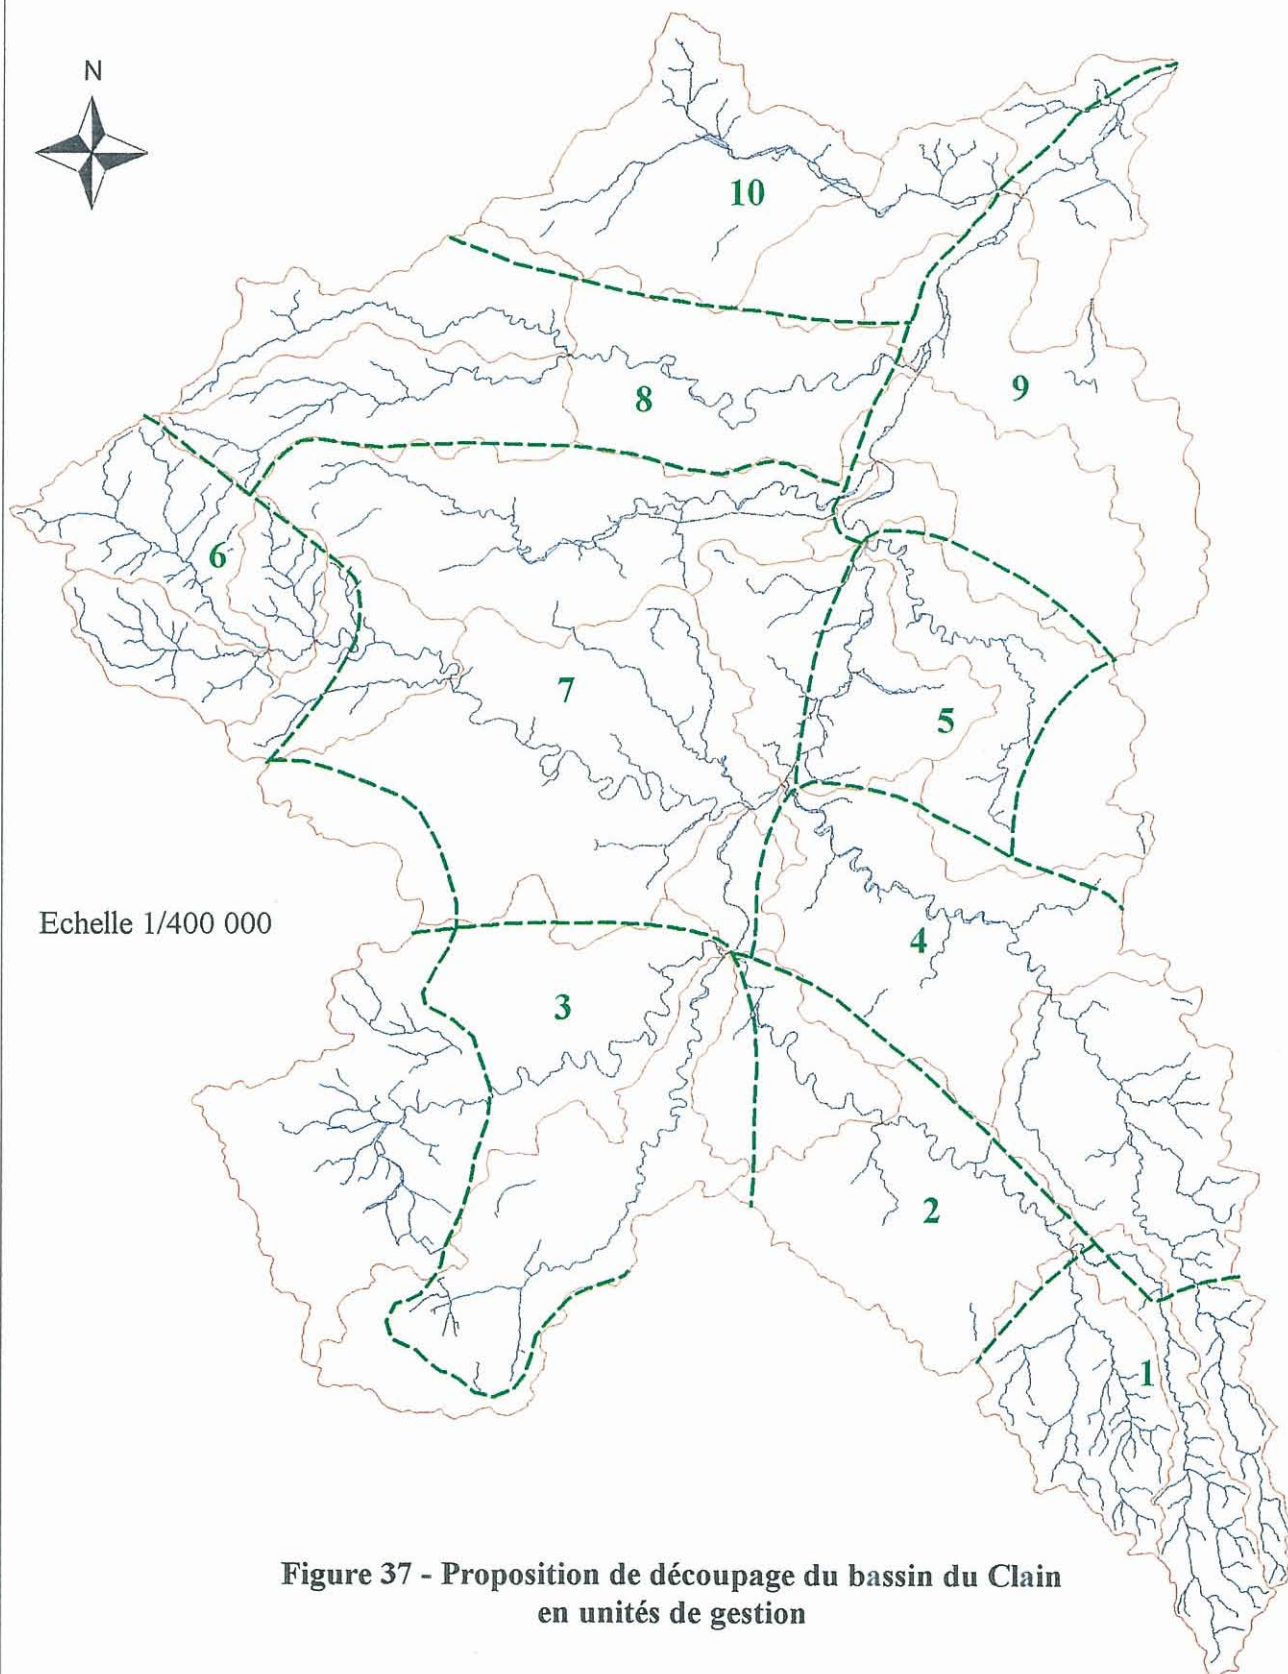 N
10
9
8
6
7
5
Echelle 1/400 000
4
3
2
1
Figure 37 - Proposition de découpage du bassin du Clain
en unités de gestion